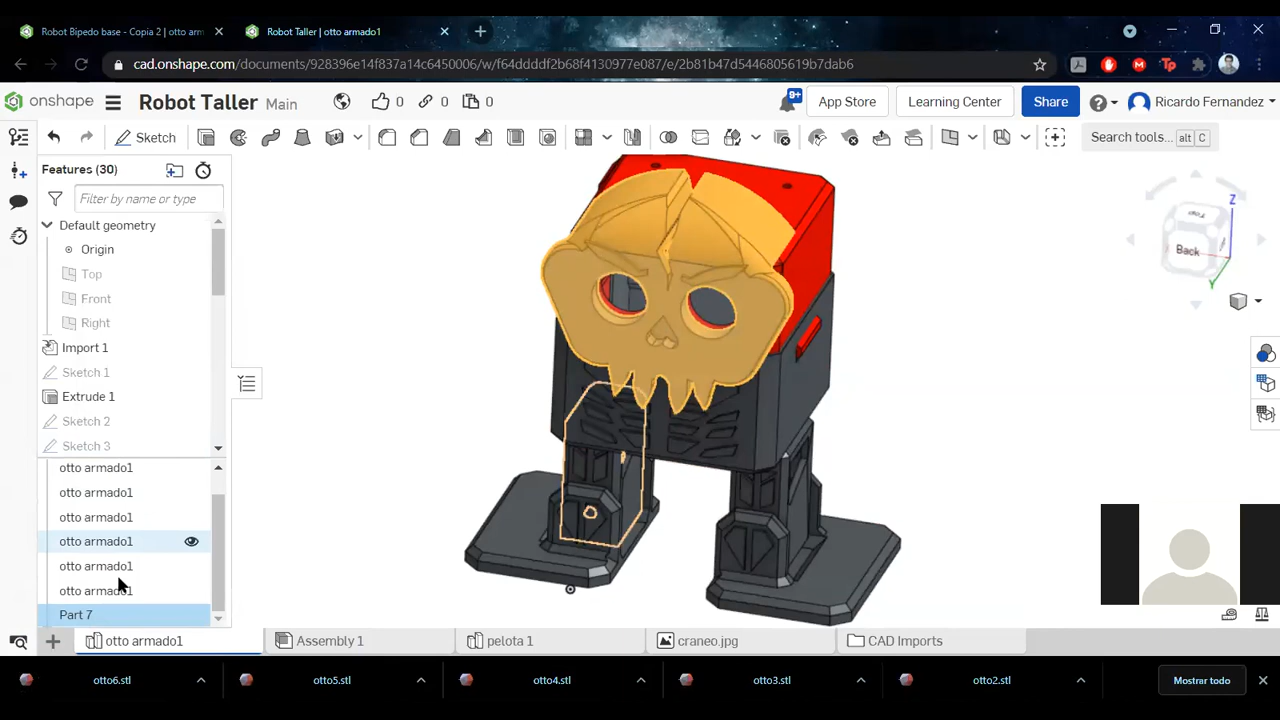 Robot Bipedo base - Copia 2 | otto arm
Robot Taller | otto armado1
cad.onshape.com/documents/928396e14f837a14c6450006/w/f64ddddf2b68f4130977e087/e/2b81b47d5446805619b7dab6
onshape
Robot Taller
Main
0
0
0
9+
App Store
Learning Center
Share
Ricardo Fernandez
Sketch
Search tools...
alt
C
Features (30)
Filter by name or type
Default geometry
Origin
Top
Front
Right
Import 1
Sketch 1
Extrude 1
Sketch 2
Sketch 3
otto armado1
otto armado1
otto armado1
otto armado1
otto armado1
otto armado1
Part 7
Z
Back
Y
otto armado1
Assembly 1
pelota 1
craneo.jpg
CAD Imports
otto6.stl
otto5.stl
otto4.stl
otto3.stl
otto2.stl
Mostrar todo